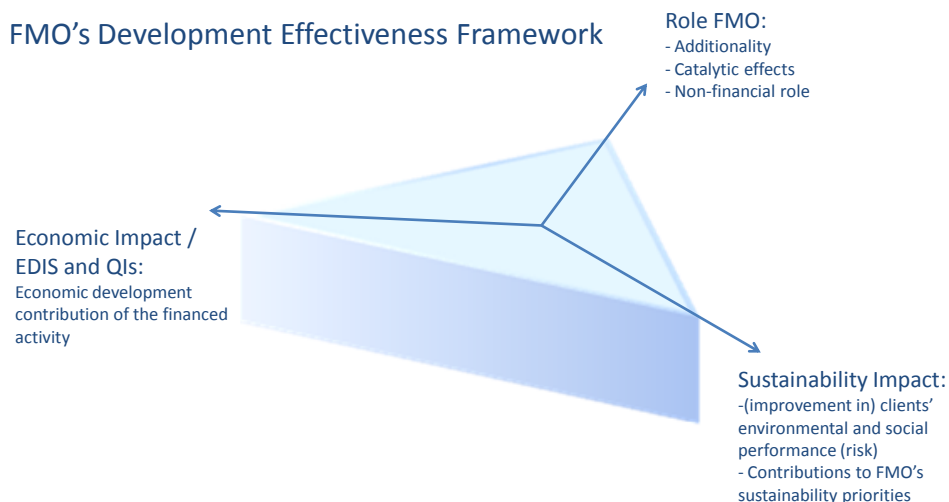 FMO's Development Effectiveness Framework
Role FMO:
- Additionality
- Catalytic effects
- Non-financial role
Economic Impact /
EDIS and QIs:
Economic development
contribution of the financed
activity
Sustainability Impact:
-(improvement in) clients'
environmental and social
performance (risk)
- Contributions to FMO's
sustainability priorities